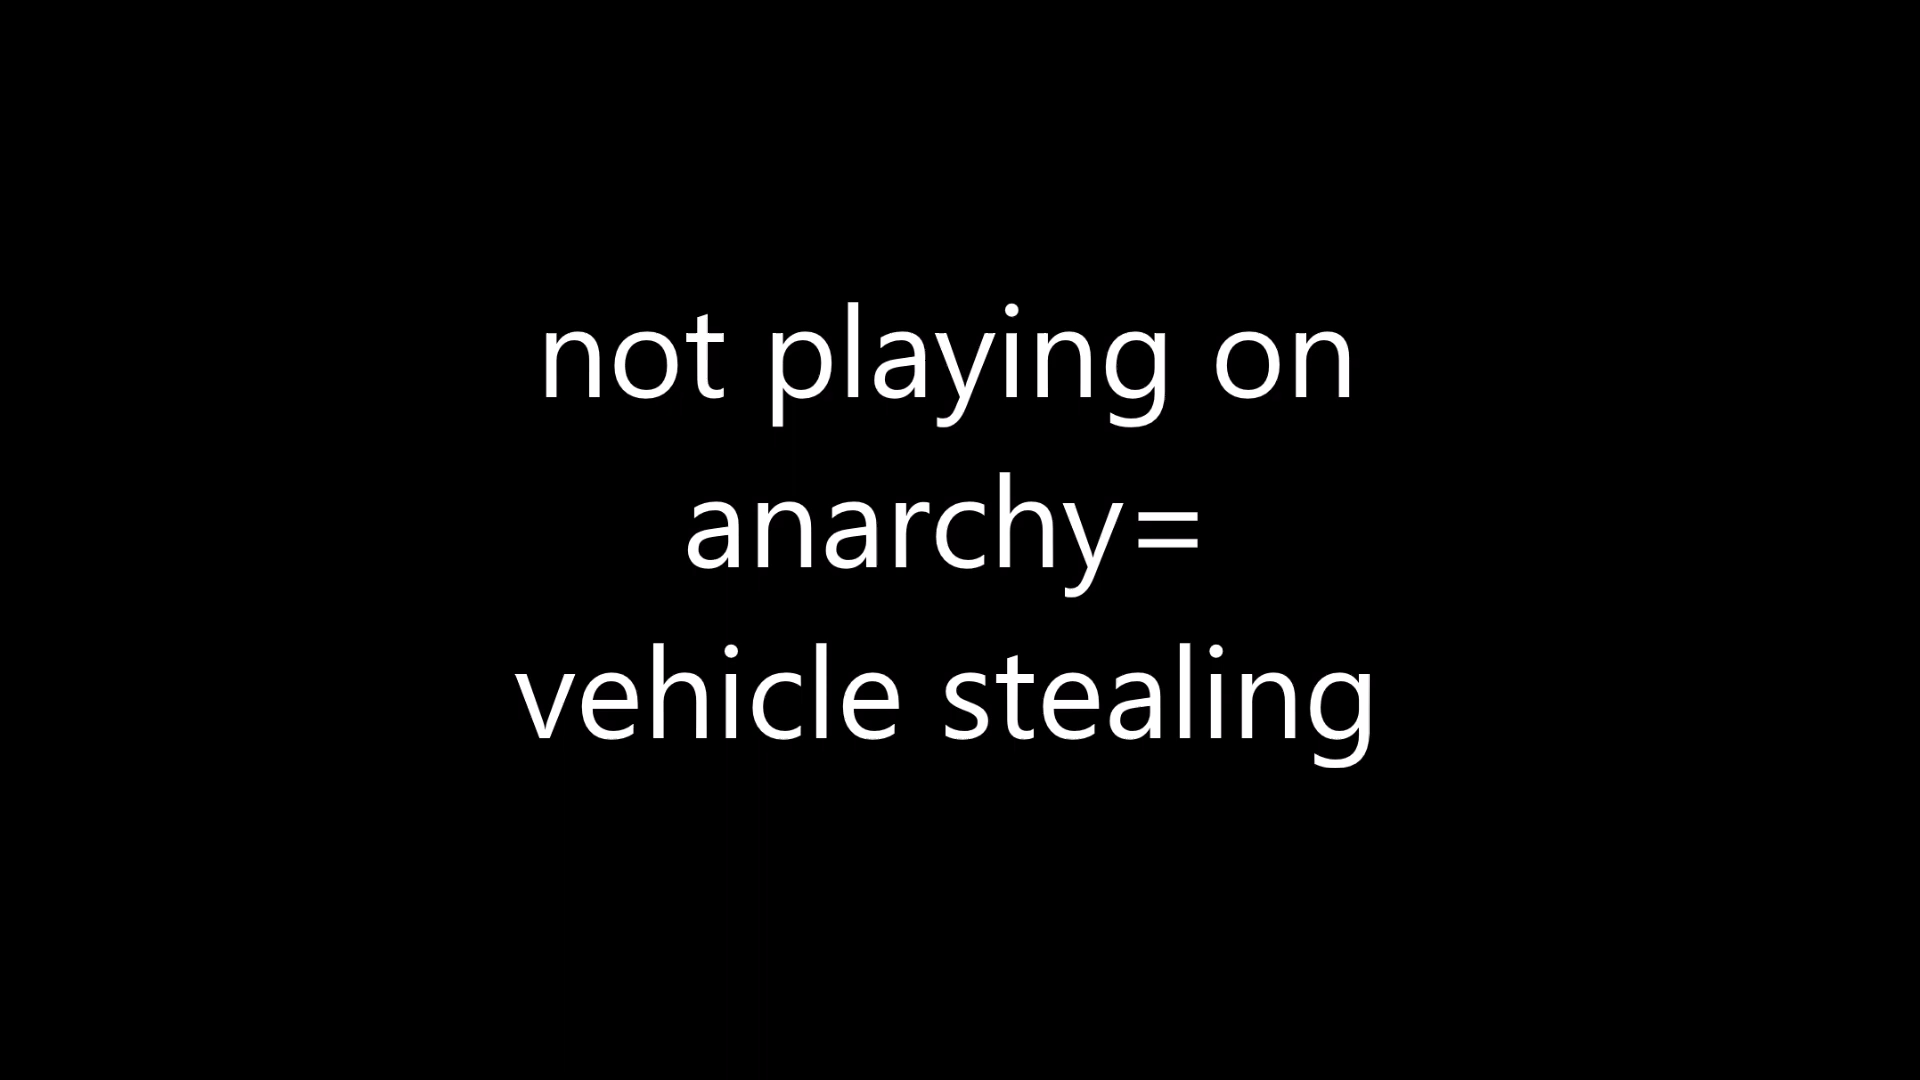 not playing on
anarchy=
vehicle stealing